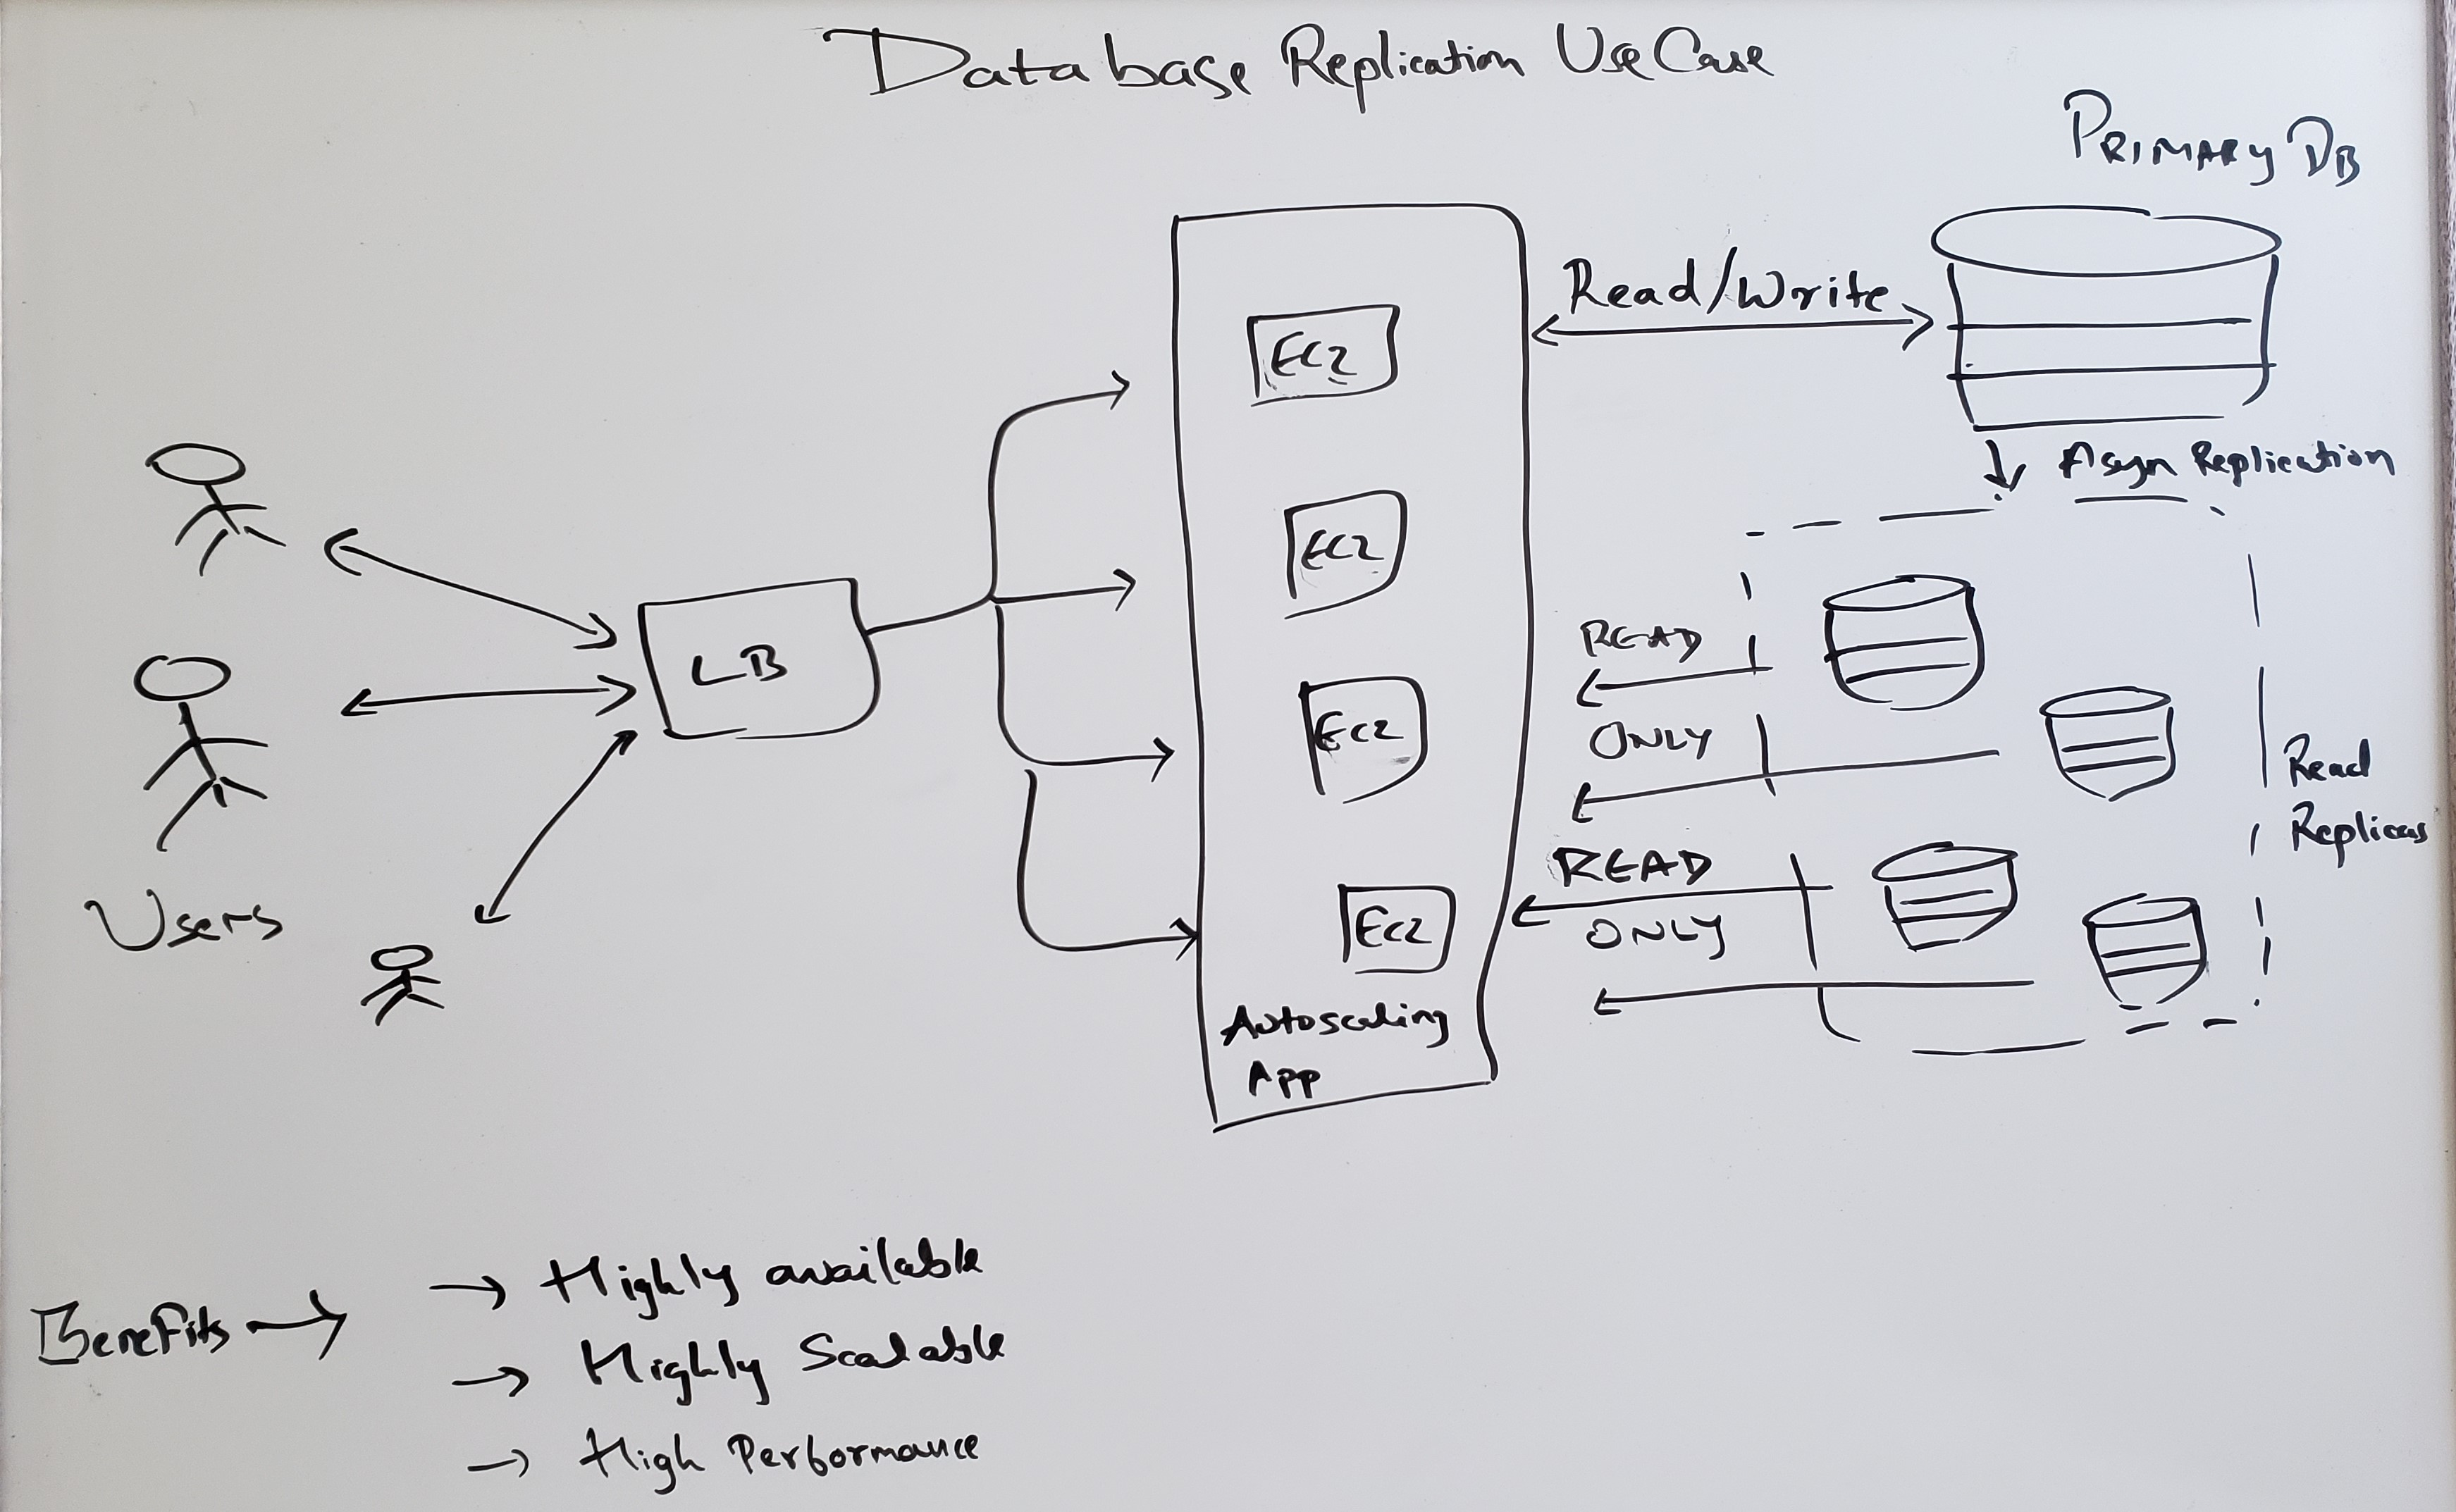 Database Replication Use Case
PRIMARY DB
Read/Write
EC2
Asyn Replication
EC2
READ
ONLY
LB
EC2
Read
Replicas
READ
ONLY
EC2
Users
Autoscaling
App
Benefits →
→ Highly available
→ Highly Scalable
→ High Performance